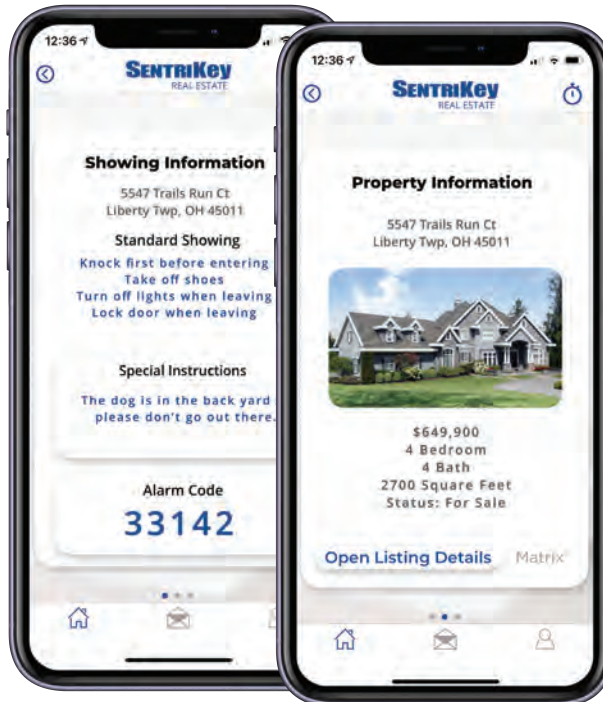 12:36
SENTRIKEY
REAL ESTATE
Showing Information
5547 Trails Run Ct
Liberty Twp, OH 45011
Standard Showing
Knock first before entering
Take off shoes
Turn off lights when leaving
Lock door when leaving
Special Instructions
The dog is in the back yard
please don't go out there.
Alarm Code
33142
12:36
SENTRIKEY
REAL ESTATE
Property Information
5547 Trails Run Ct
Liberty Twp, OH 45011
$649,900
4 Bedroom
4 Bath
2700 Square Feet
Status: For Sale
Open Listing Details Matrix